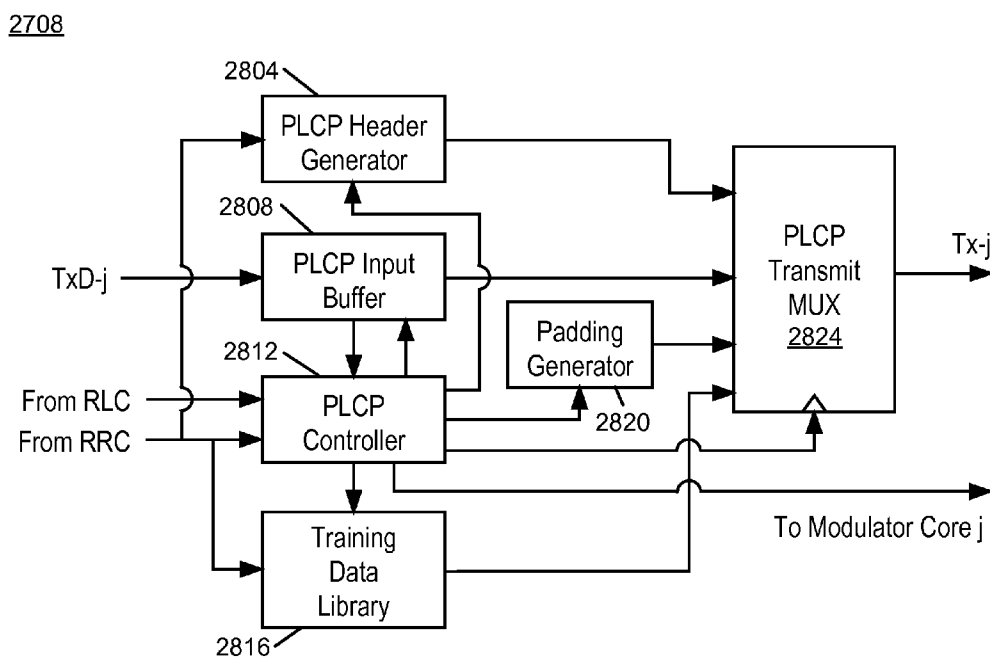 2708
2804
PLCP Header
Generator
2808
TxD-j
PLCP Input
Buffer
PLCP
Transmit
MUX
2824
Tx-j
2812
Padding
Generator
2820
From RLC
From RRC
PLCP
Controller
To Modulator Core j
Training
Data
Library
2816